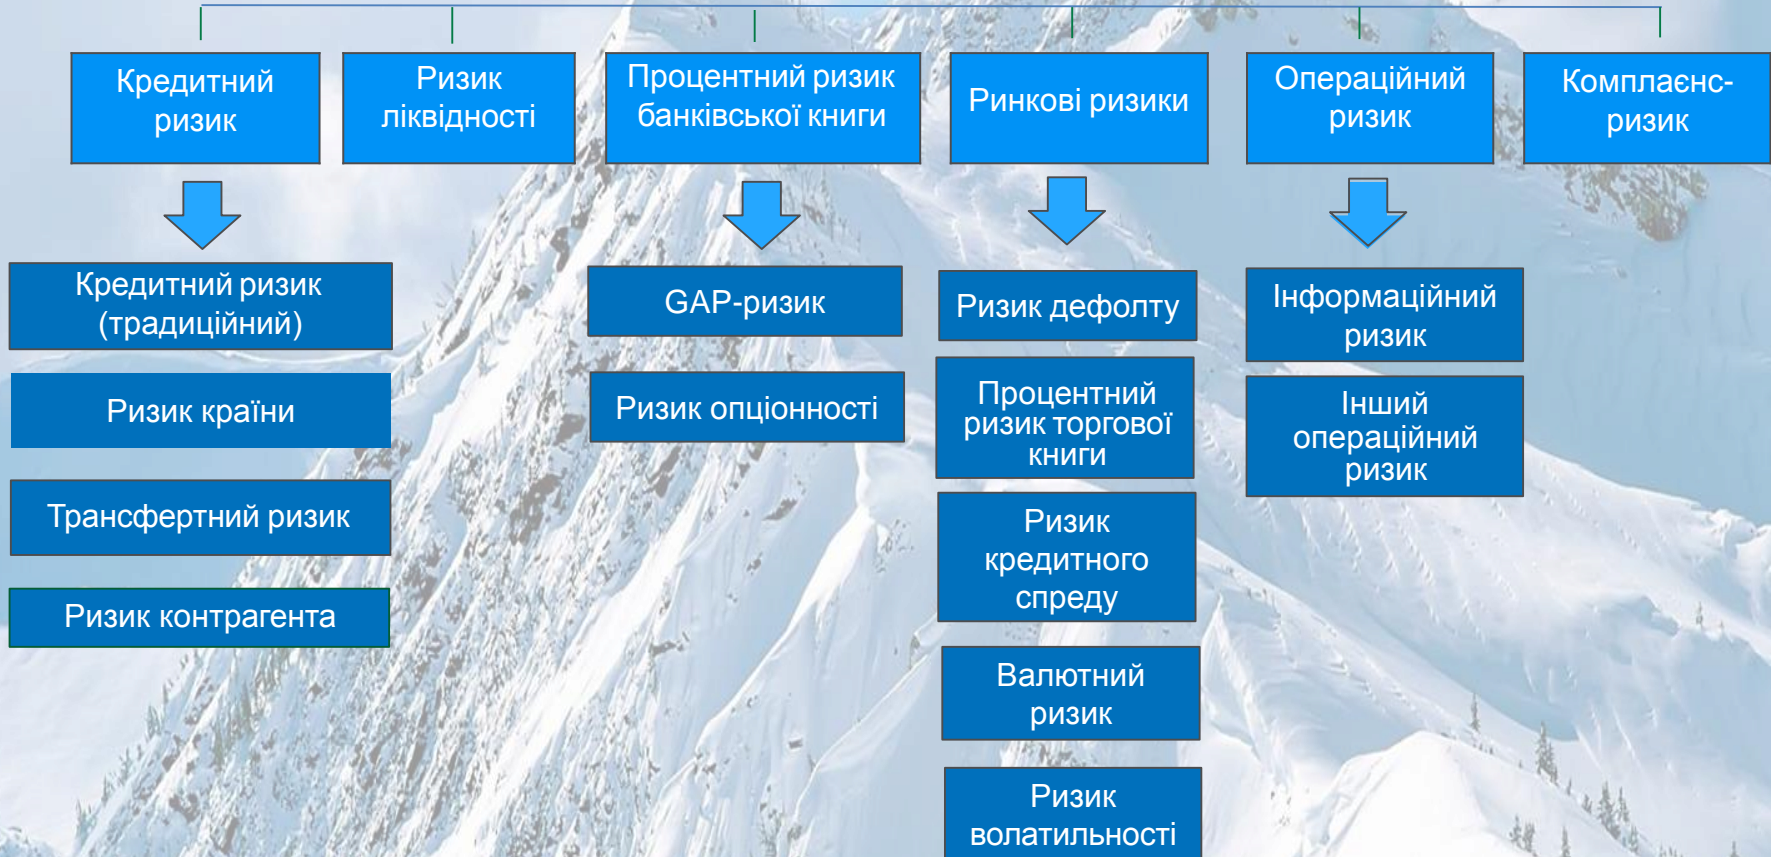 Кредитний
ризик
Ризик
ліквідності
Процентний ризик
банківської книги
Ринкові ризики
Операційний
ризик
Комплаєнс-
ризик
Кредитний ризик
(традиційний)
Ризик країни
Трансфертний ризик
Ризик контрагента
GAP-ризик
Ризик опціонності
Ризик дефолту
Процентний
ризик торгової
книги
Ризик
кредитного
спреду
Валютний
ризик
Ризик
волатильності
Інформаційний
ризик
Інший
операційний
ризик